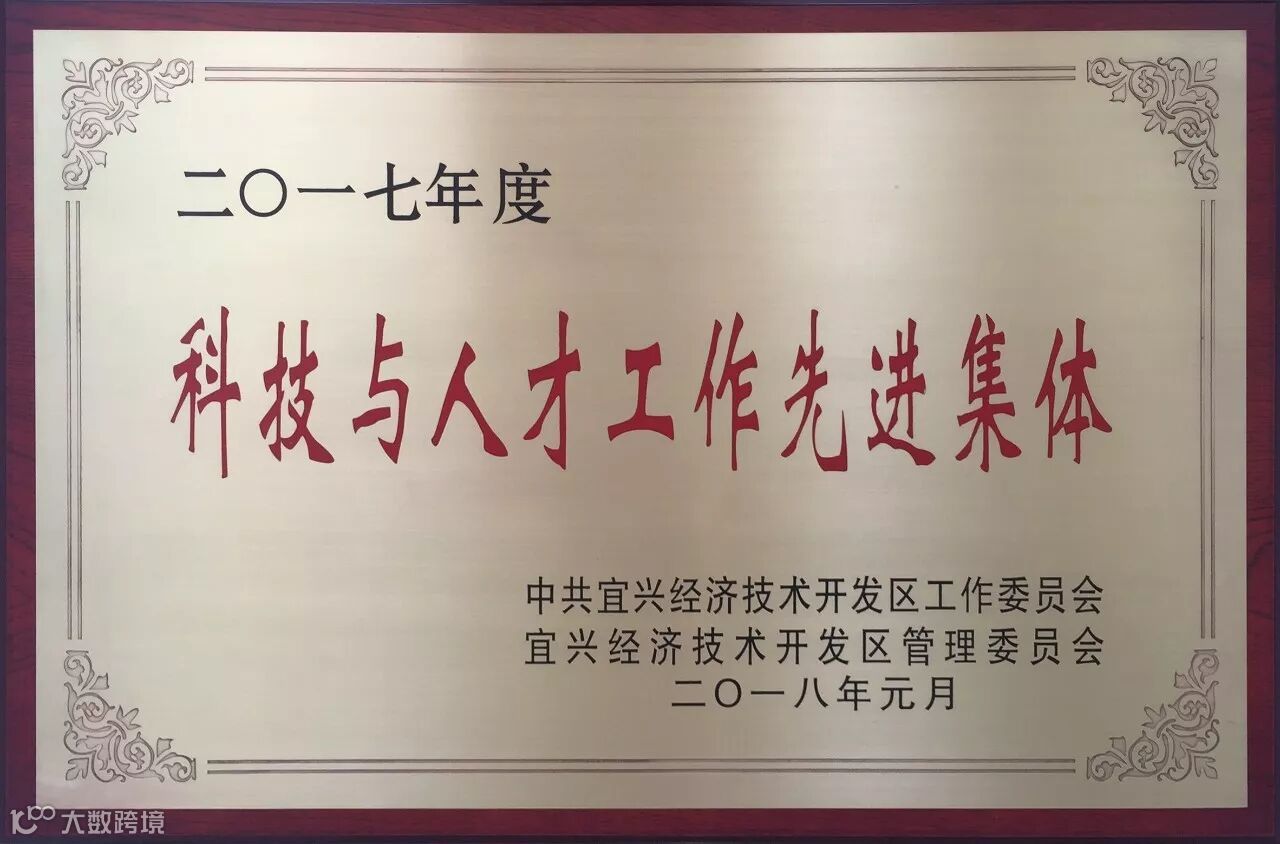 二〇一七年度
科技与人才工作先进集体
中共宜兴经济技术开发区工作委员会
宜兴经济技术开发区管理委员会
二〇一八年元月
大数跨境